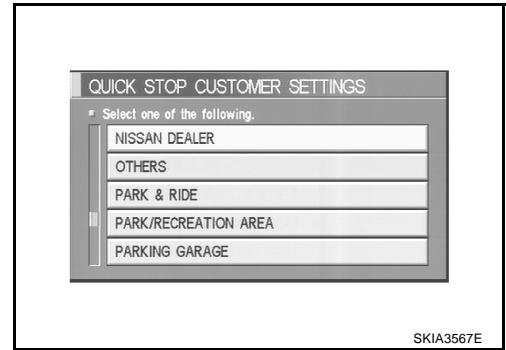 QUICK STOP CUSTOMER SETTINGS
Select one of the following.
NISSAN DEALER
OTHERS
PARK & RIDE
PARK/RECREATION AREA
PARKING GARAGE
SKIA3567E